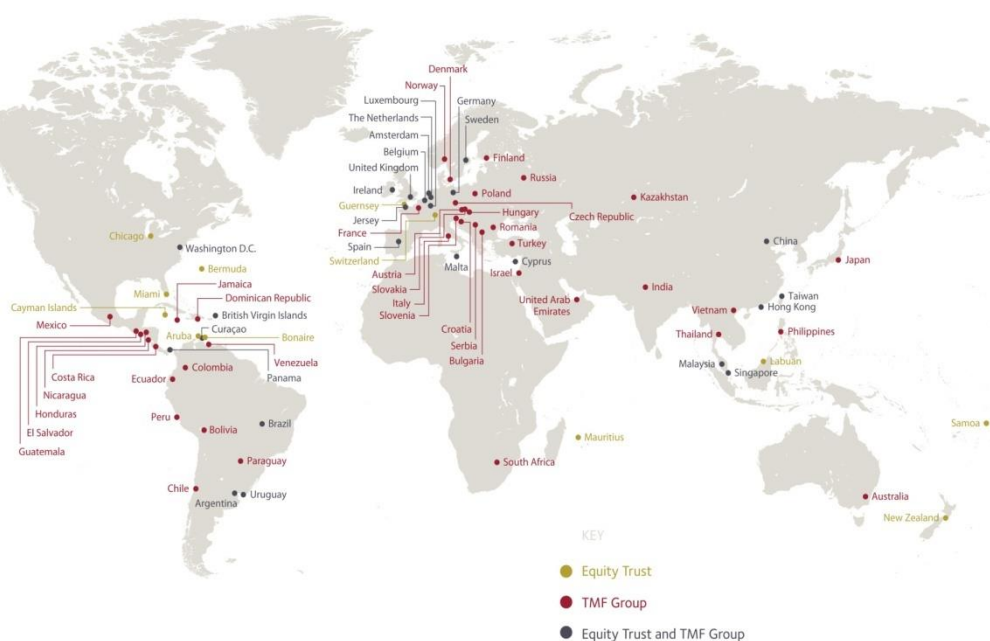 Denmark
Norway
Luxembourg
Germany
The Netherlands
Sweden
Amsterdam
Belgium
United Kingdom
Finland
Ireland
Russia
Poland
Kazakhstan
Guernsey
Hungary
Jersey
Czech Republic
France
Romania
Chicago
Washington D.C.
Spain
Turkey
China
Switzerland
Malta
Cyprus
Japan
Bermuda
Austria
Israel
Jamaica
Slovakia
India
Miami
Dominican Republic
Italy
United Arab
Emirates
Taiwan
Cayman Islands
British Virgin Islands
Slovenia
Vietnam
Hong Kong
Mexico
Curaçao
Croatia
Thailand
Philippines
Aruba
Bonaire
Serbia
Venezuela
Bulgaria
Labuan
Malaysia
Singapore
Costa Rica
Ecuador
Colombia
Panama
Nicaragua
Honduras
Peru
Brazil
Samoa
El Salvador
Bolivia
Mauritius
Guatemala
Paraguay
South Africa
Chile
Argentina
Uruguay
Australia
New Zealand
KEY
Equity Trust
TMF Group
Equity Trust and TMF Group